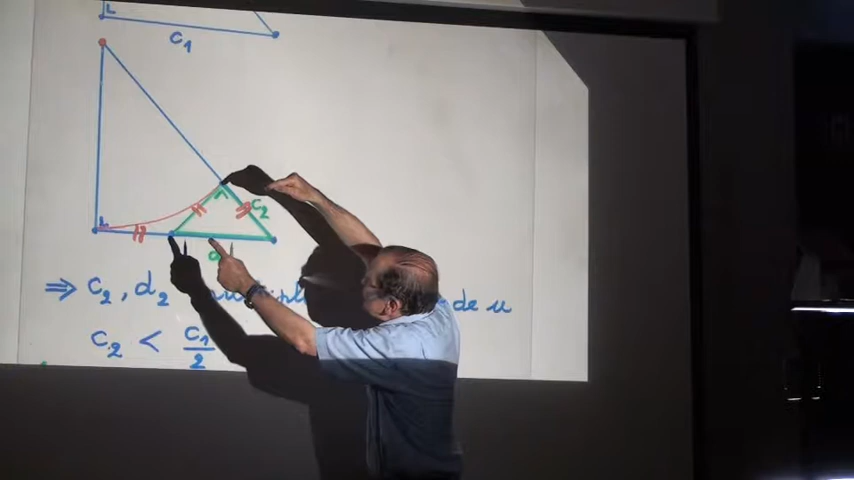 c₁
c₂
d
⇒ c₂, d₂ de u
c₂ < c₁/2